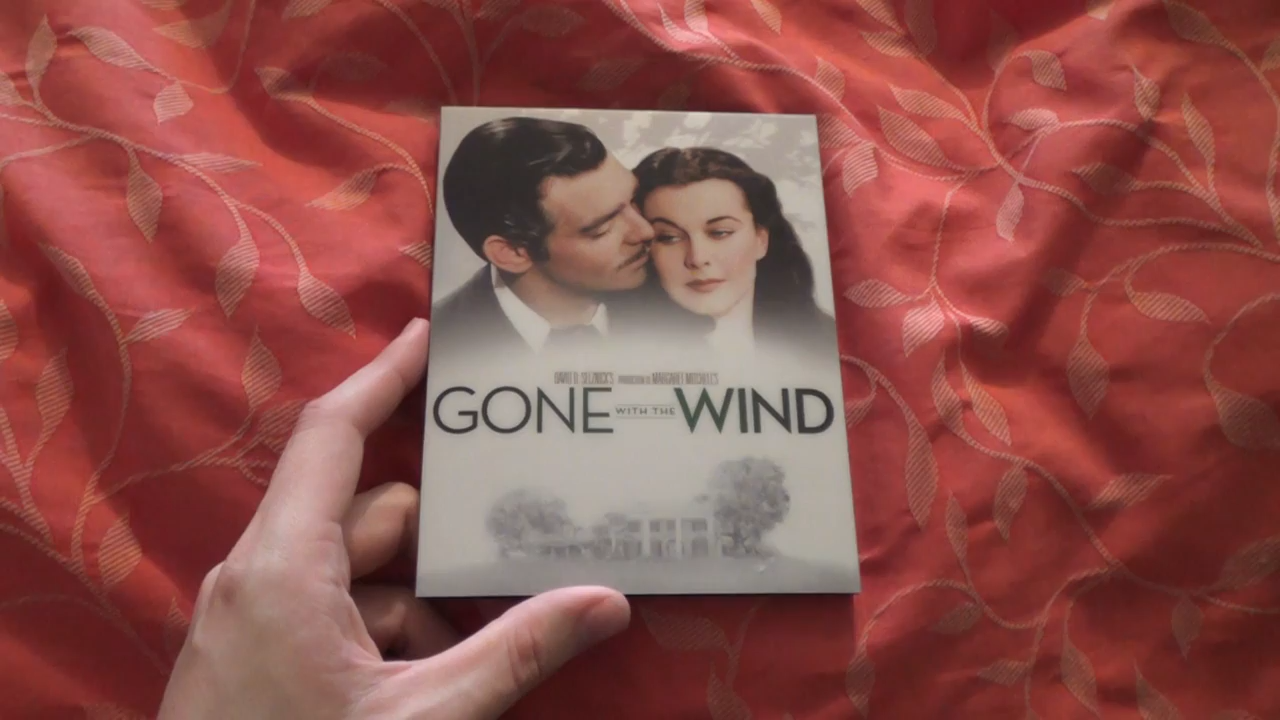 DAVID O. SELZNICK'S PRODUCTION OF MARGARET MITCHELL'S
GONE WITH THE WIND